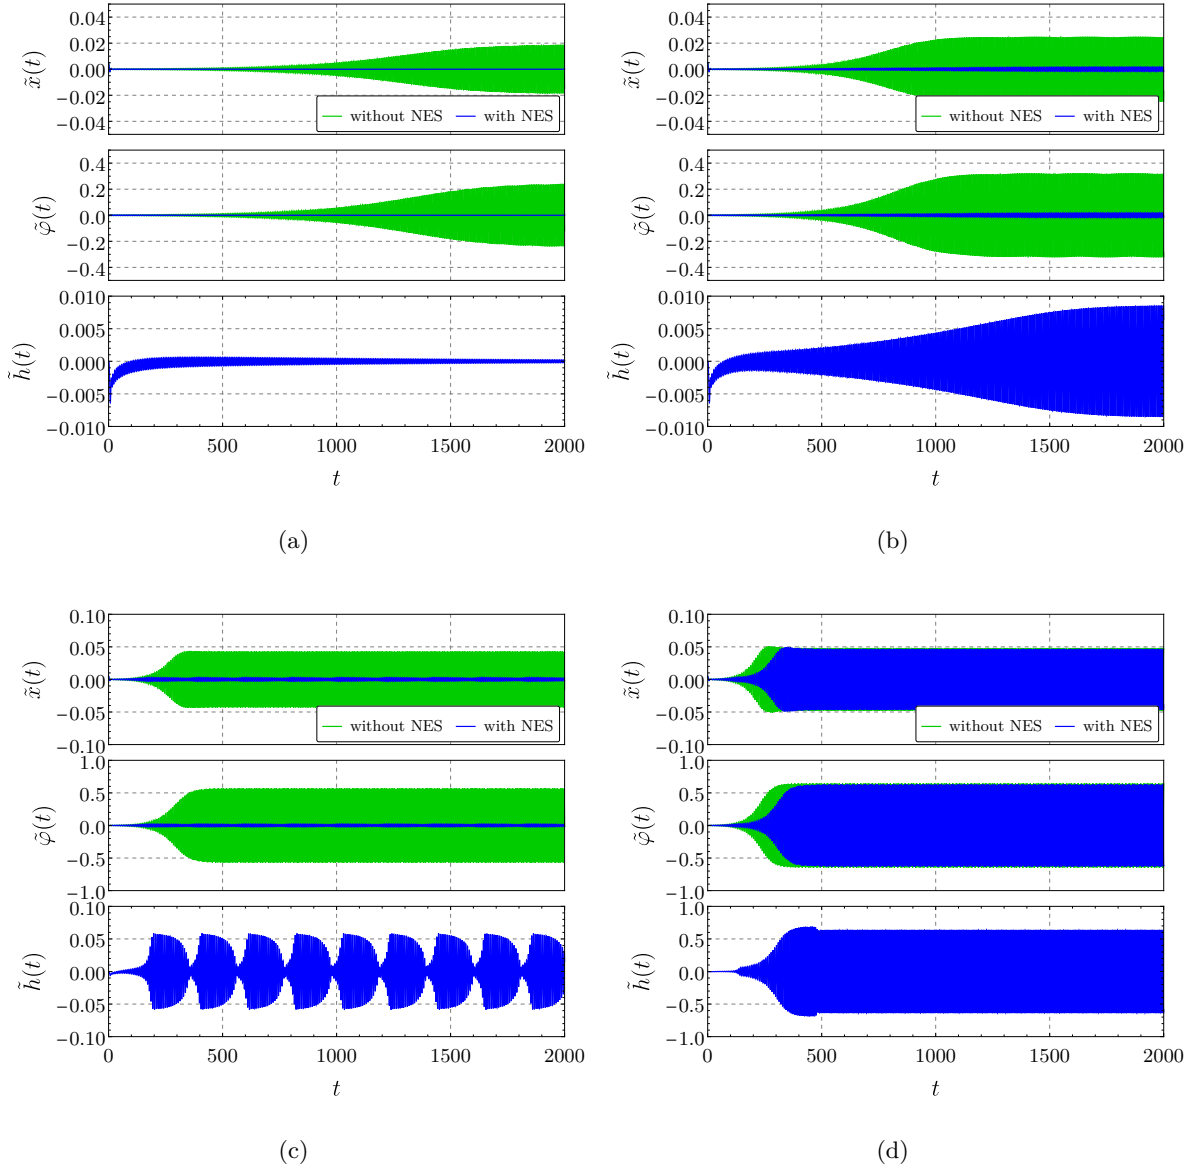 0.04
0.02
0.00
−0.02
−0.04
x̃(t)
without NES with NES
0.4
0.2
0.0
−0.2
−0.4
φ̃(t)
0.010
0.005
0.000
−0.005
−0.010
h̃(t)
0 500 1000 1500 2000
t
(a)
0.04
0.02
0.00
−0.02
−0.04
x̃(t)
without NES with NES
0.4
0.2
0.0
−0.2
−0.4
φ̃(t)
0.010
0.005
0.000
−0.005
−0.010
h̃(t)
0 500 1000 1500 2000
t
(b)
0.10
0.05
0.00
−0.05
−0.10
x̃(t)
without NES with NES
1.0
0.5
0.0
−0.5
−1.0
φ̃(t)
0.10
0.05
0.00
−0.05
−0.10
h̃(t)
0 500 1000 1500 2000
t
(c)
0.10
0.05
0.00
−0.05
−0.10
x̃(t)
without NES with NES
1.0
0.5
0.0
−0.5
−1.0
φ̃(t)
1.0
0.5
0.0
−0.5
−1.0
h̃(t)
0 500 1000 1500 2000
t
(d)